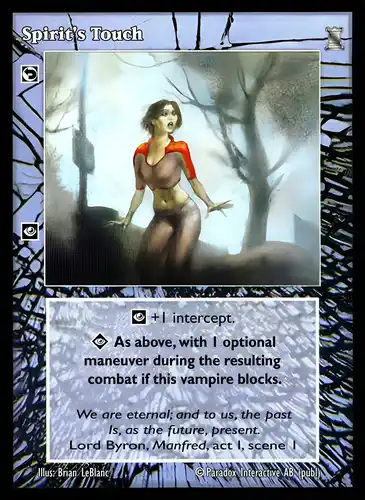 Spirit's Touch
+1 intercept.
As above, with 1 optional
maneuver during the resulting
combat if this vampire blocks.
We are eternal; and to us, the past
Is, as the future, present.
Lord Byron, Manfred, act 1, scene 1
Illus: Brian LeBlanc © Paradox Interactive AB (publ)